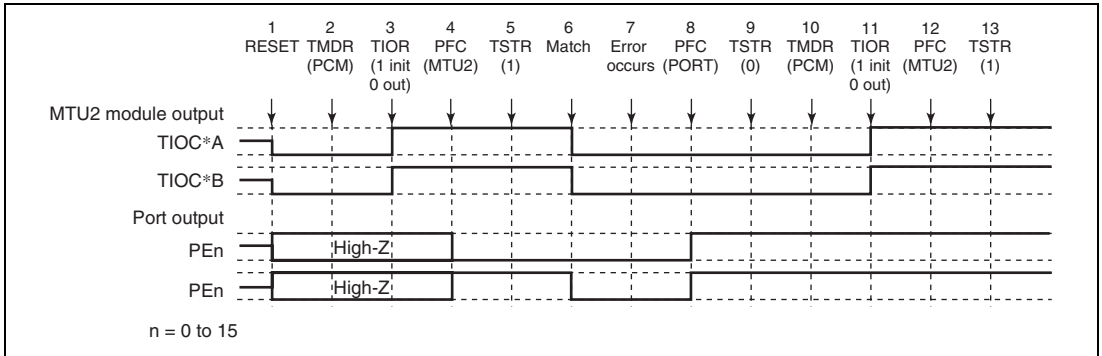 1 2 3 4 5 6 7 8 9 10 11 12 13
RESET TMDR TIOR PFC TSTR Match Error PFC TSTR TMDR TIOR PFC TSTR
(PCM) (1 init (MTU2) (1) occurs (PORT) (0) (PCM) (1 init (MTU2) (1)
0 out) 0 out)
MTU2 module output
TIOC*A
TIOC*B
Port output
PEn High-Z
PEn High-Z
n = 0 to 15